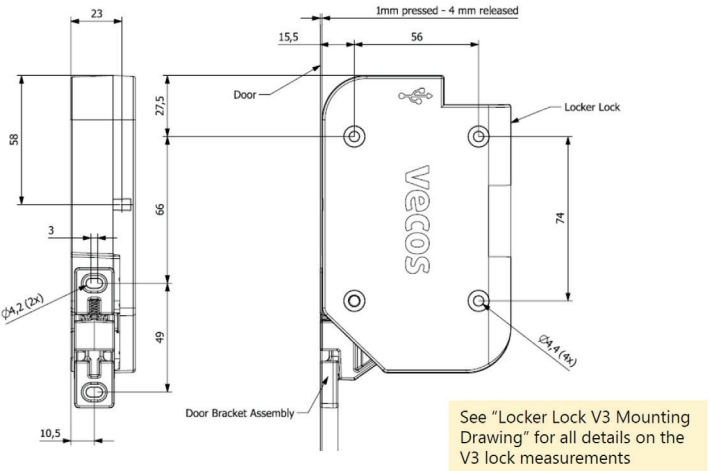 23
1mm pressed - 4 mm released
15,5
56
Door
27,5
Locker Lock
58
vecos
66
74
3
Ø4,2 (2x)
49
Ø4,4 (4x)
Door Bracket Assembly
10,5
See “Locker Lock V3 Mounting
Drawing” for all details on the
V3 lock measurements